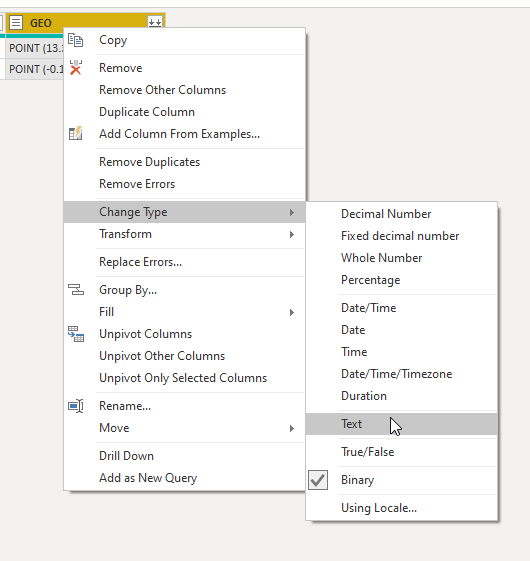 GEO
POINT (13.
POINT (-0.1
Copy
Remove
Remove Other Columns
Duplicate Column
Add Column From Examples...
Remove Duplicates
Remove Errors
Change Type
Transform
Replace Errors...
Group By...
Fill
Unpivot Columns
Unpivot Other Columns
Unpivot Only Selected Columns
Rename...
Move
Drill Down
Add as New Query
Decimal Number
Fixed decimal number
Whole Number
Percentage
Date/Time
Date
Time
Date/Time/Timezone
Duration
Text
True/False
Binary
Using Locale...